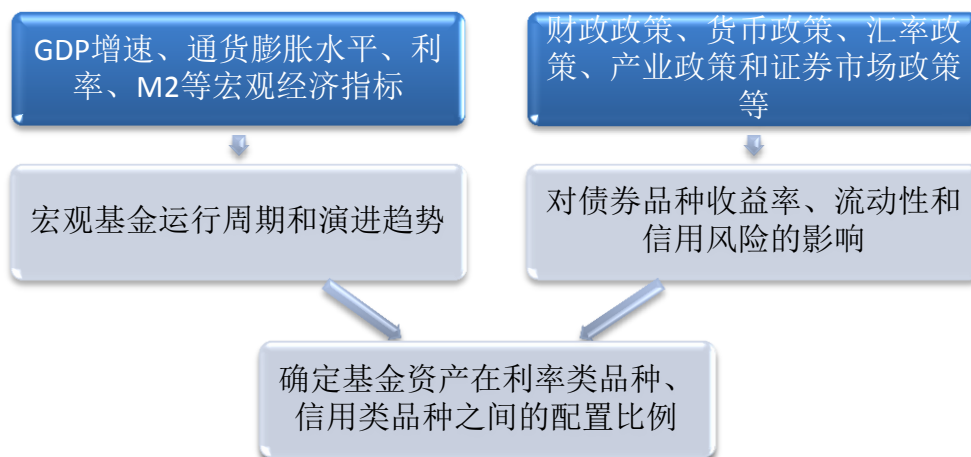 GDP增速、通货膨胀水平、利
率、M2等宏观经济指标
财政政策、货币政策、汇率政
策、产业政策和证券市场政策
等
宏观基金运行周期和演进趋势
对债券品种收益率、流动性和
信用风险的影响
确定基金资产在利率类品种、
信用类品种之间的配置比例